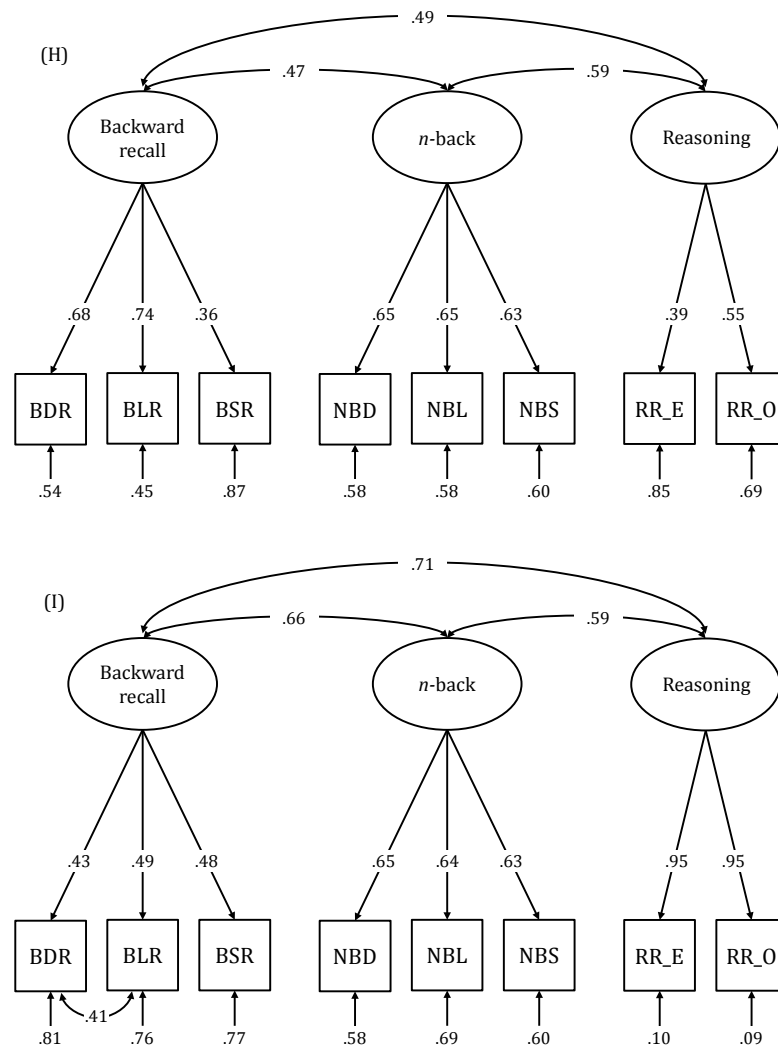 .49
(H)
.47 .59
Backward
recall
n-back
Reasoning
.68 .74 .36 .65 .65 .63 .39 .55
BDR BLR BSR NBD NBL NBS RR_E RR_O
.54 .45 .87 .58 .58 .60 .85 .69
.71
(I)
.66 .59
Backward
recall
n-back
Reasoning
.43 .49 .48 .65 .64 .63 .95 .95
BDR BLR BSR NBD NBL NBS RR_E RR_O
.41
.81 .76 .77 .58 .69 .60 .10 .09